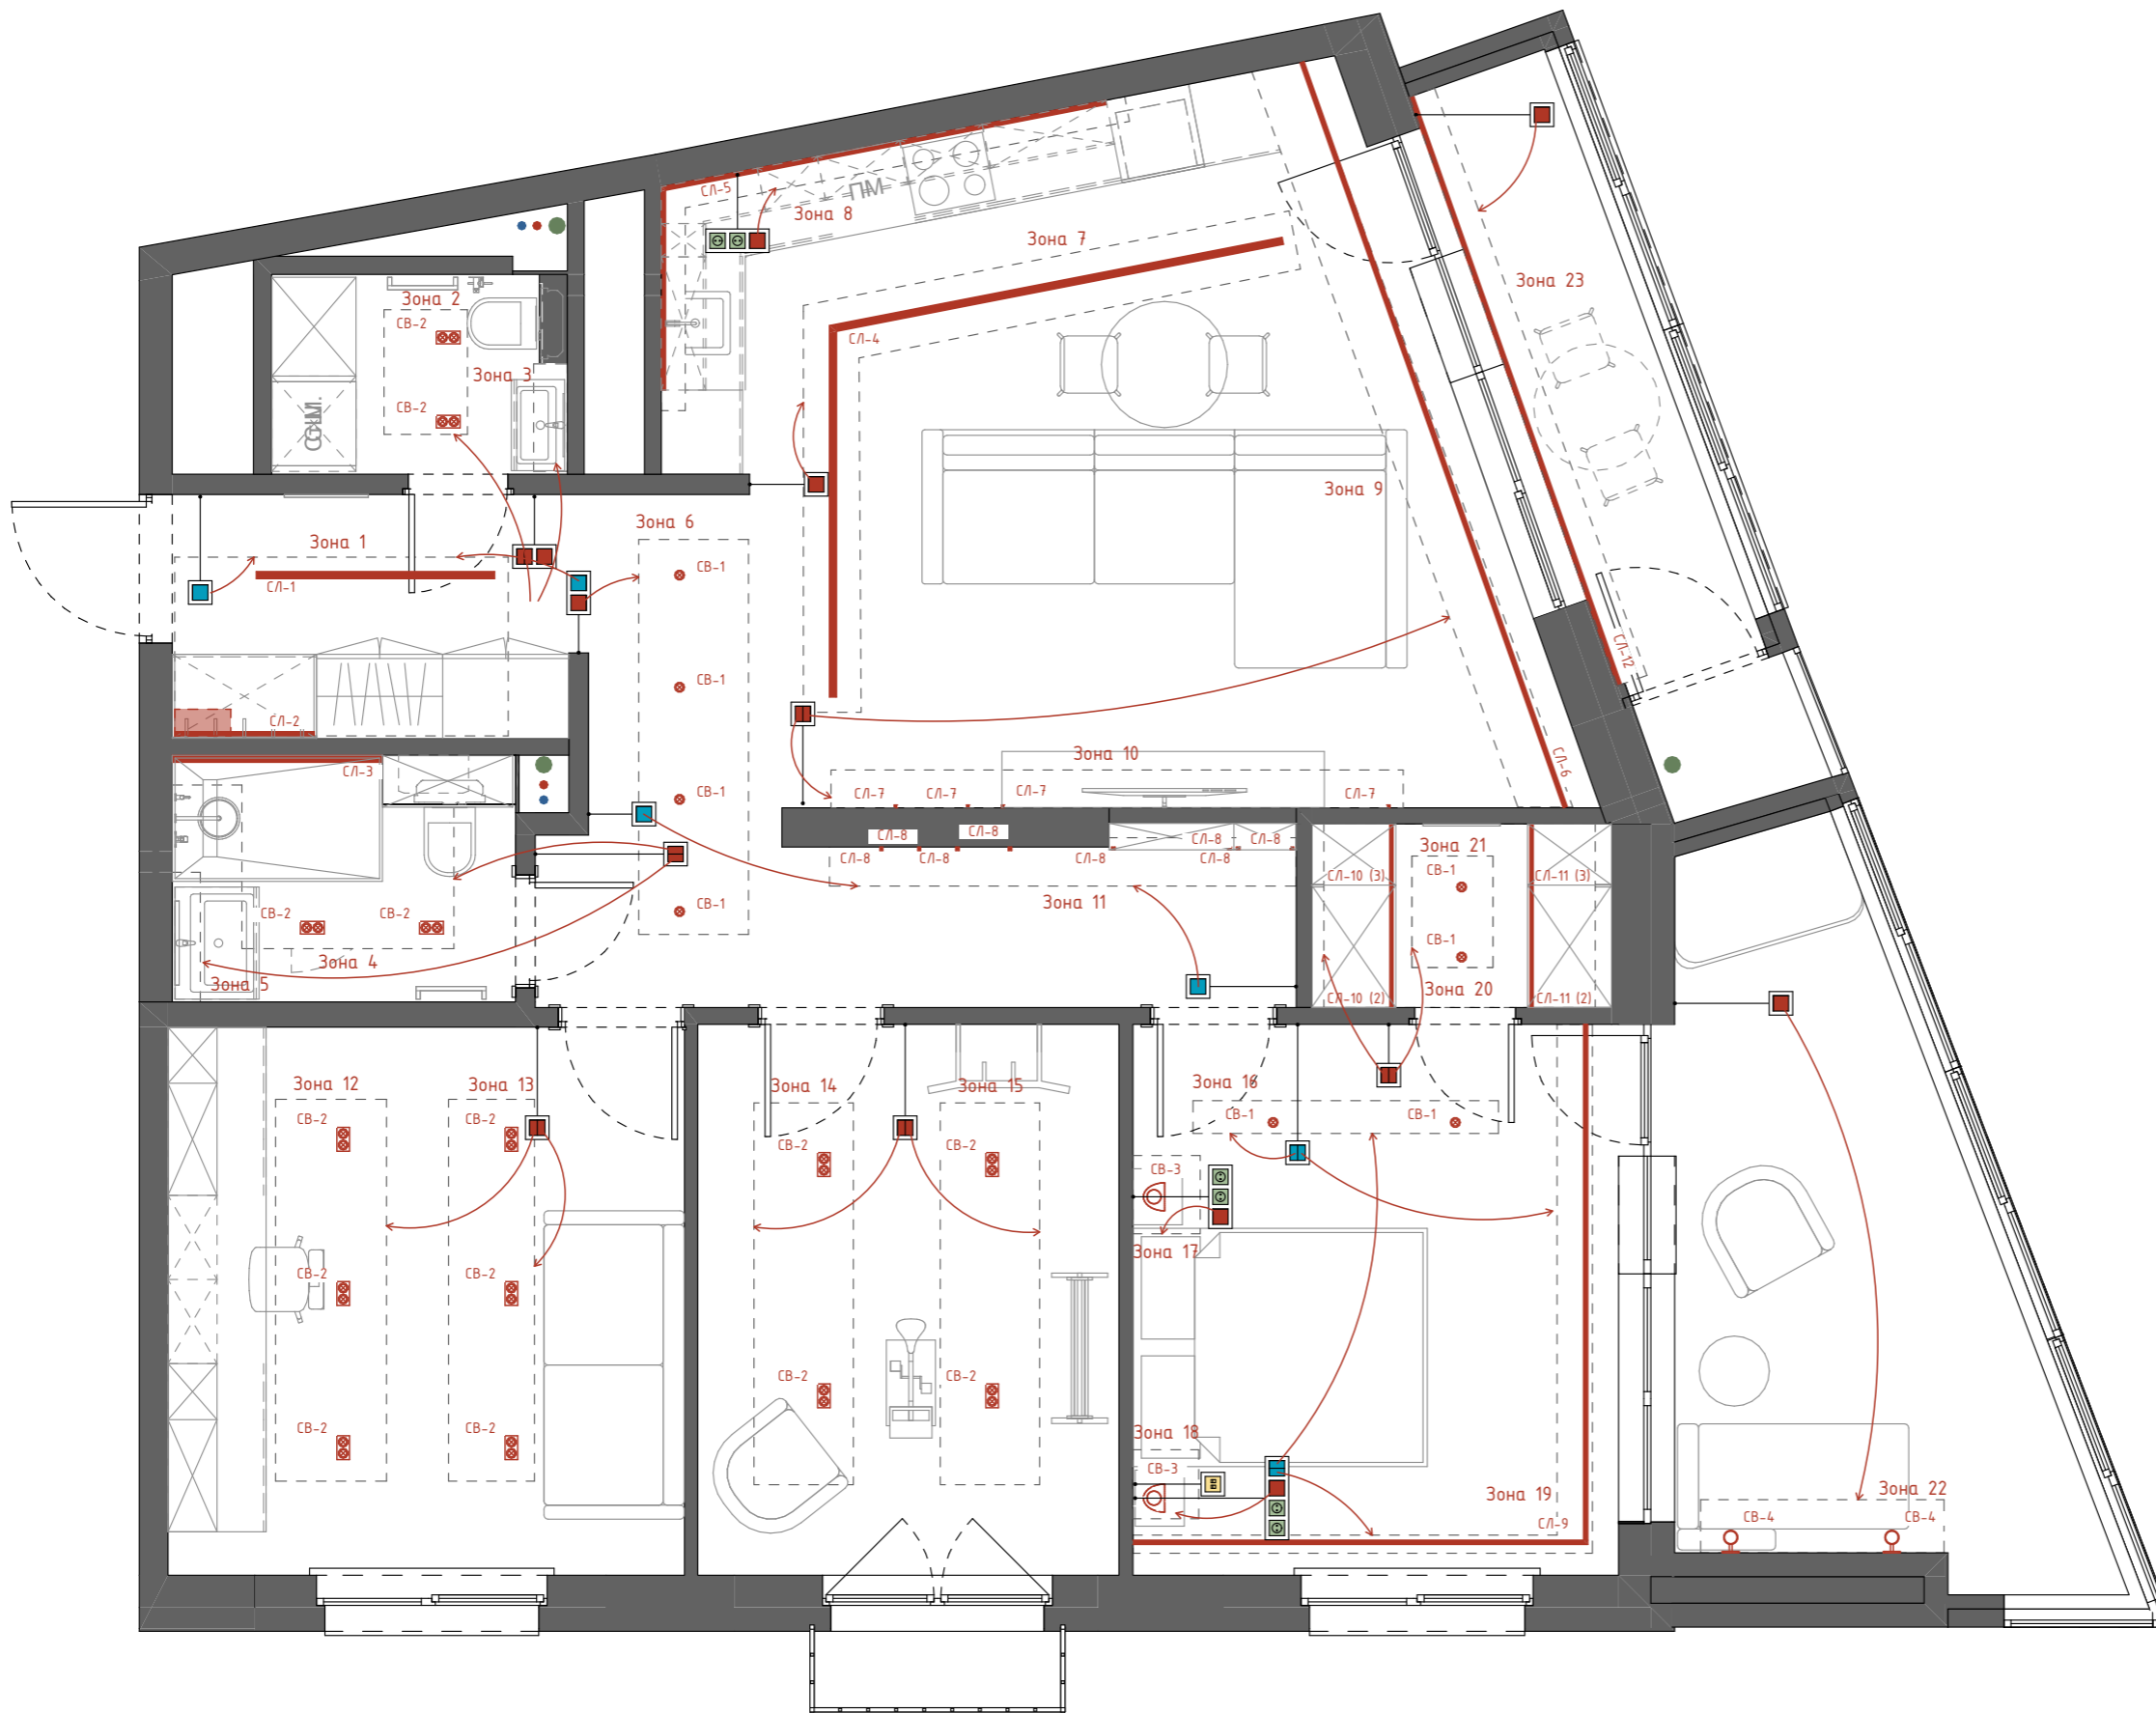 СЛ-5
ПМ
Зона 8
Зона 7
Зона 23
Зона 2
СВ-2
СЛ-4
Зона 3
СВ-2
Зона 9
Зона 6
Зона 1
СВ-1
СЛ-1
СЛ-12
СВ-1
СЛ-2
Зона 10
СЛ-6
СЛ-3
СЛ-7
СЛ-7
СЛ-7
СЛ-7
СВ-1
СЛ-8
СЛ-8
СЛ-8
СЛ-8
Зона 21
СЛ-8
СЛ-8
СЛ-8
СЛ-8
СВ-1
СЛ-10 (3)
СЛ-11 (3)
СВ-1
Зона 11
СВ-2
СВ-2
СВ-1
Зона 4
Зона 5
Зона 20
СЛ-10 (2)
СЛ-11 (2)
Зона 12
Зона 13
Зона 14
Зона 15
Зона 16
СВ-2
СВ-2
СВ-1
СВ-1
СВ-2
СВ-2
СВ-3
Зона 17
СВ-2
СВ-2
СВ-2
СВ-2
СВ-2
СВ-2
Зона 18
СВ-3
Зона 19
Зона 22
СЛ-9
СВ-4
СВ-4